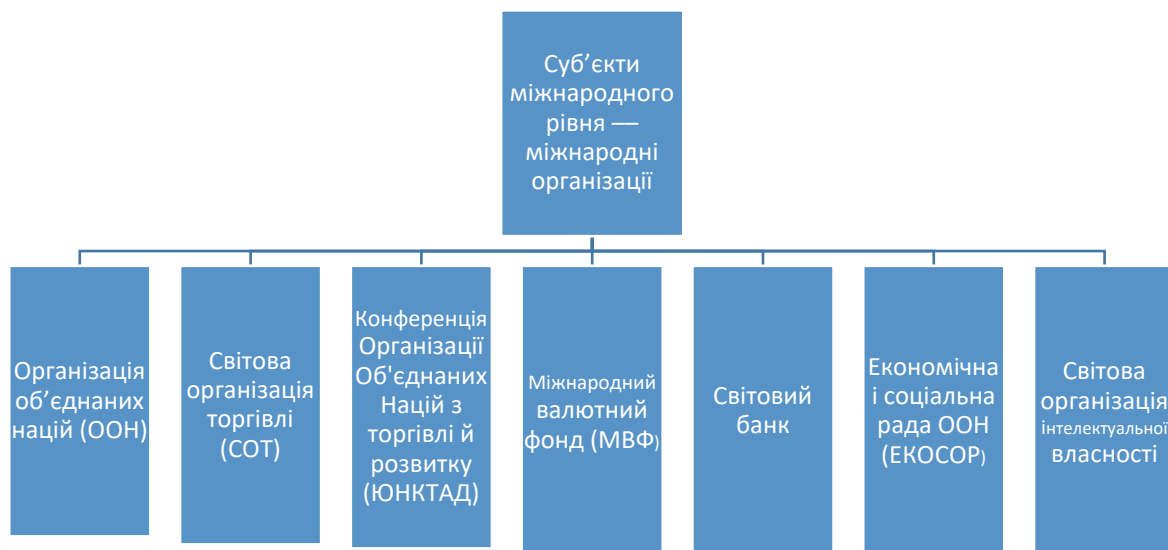 Суб’єкти
міжнародного
рівня —
міжнародні
організації
Організація
об’єднаних
націй (ООН)
Світова
організація
торгівлі
(СОТ)
Конференція
Організації
Об'єднаних
Націй з
торгівлі й
розвитку
(ЮНКТАД)
Міжнародний
валютний
фонд (МВФ)
Світовий
банк
Економічна
і соціальна
рада ООН
(ЕКОСОР)
Світова
організація
інтелектуальної
власності